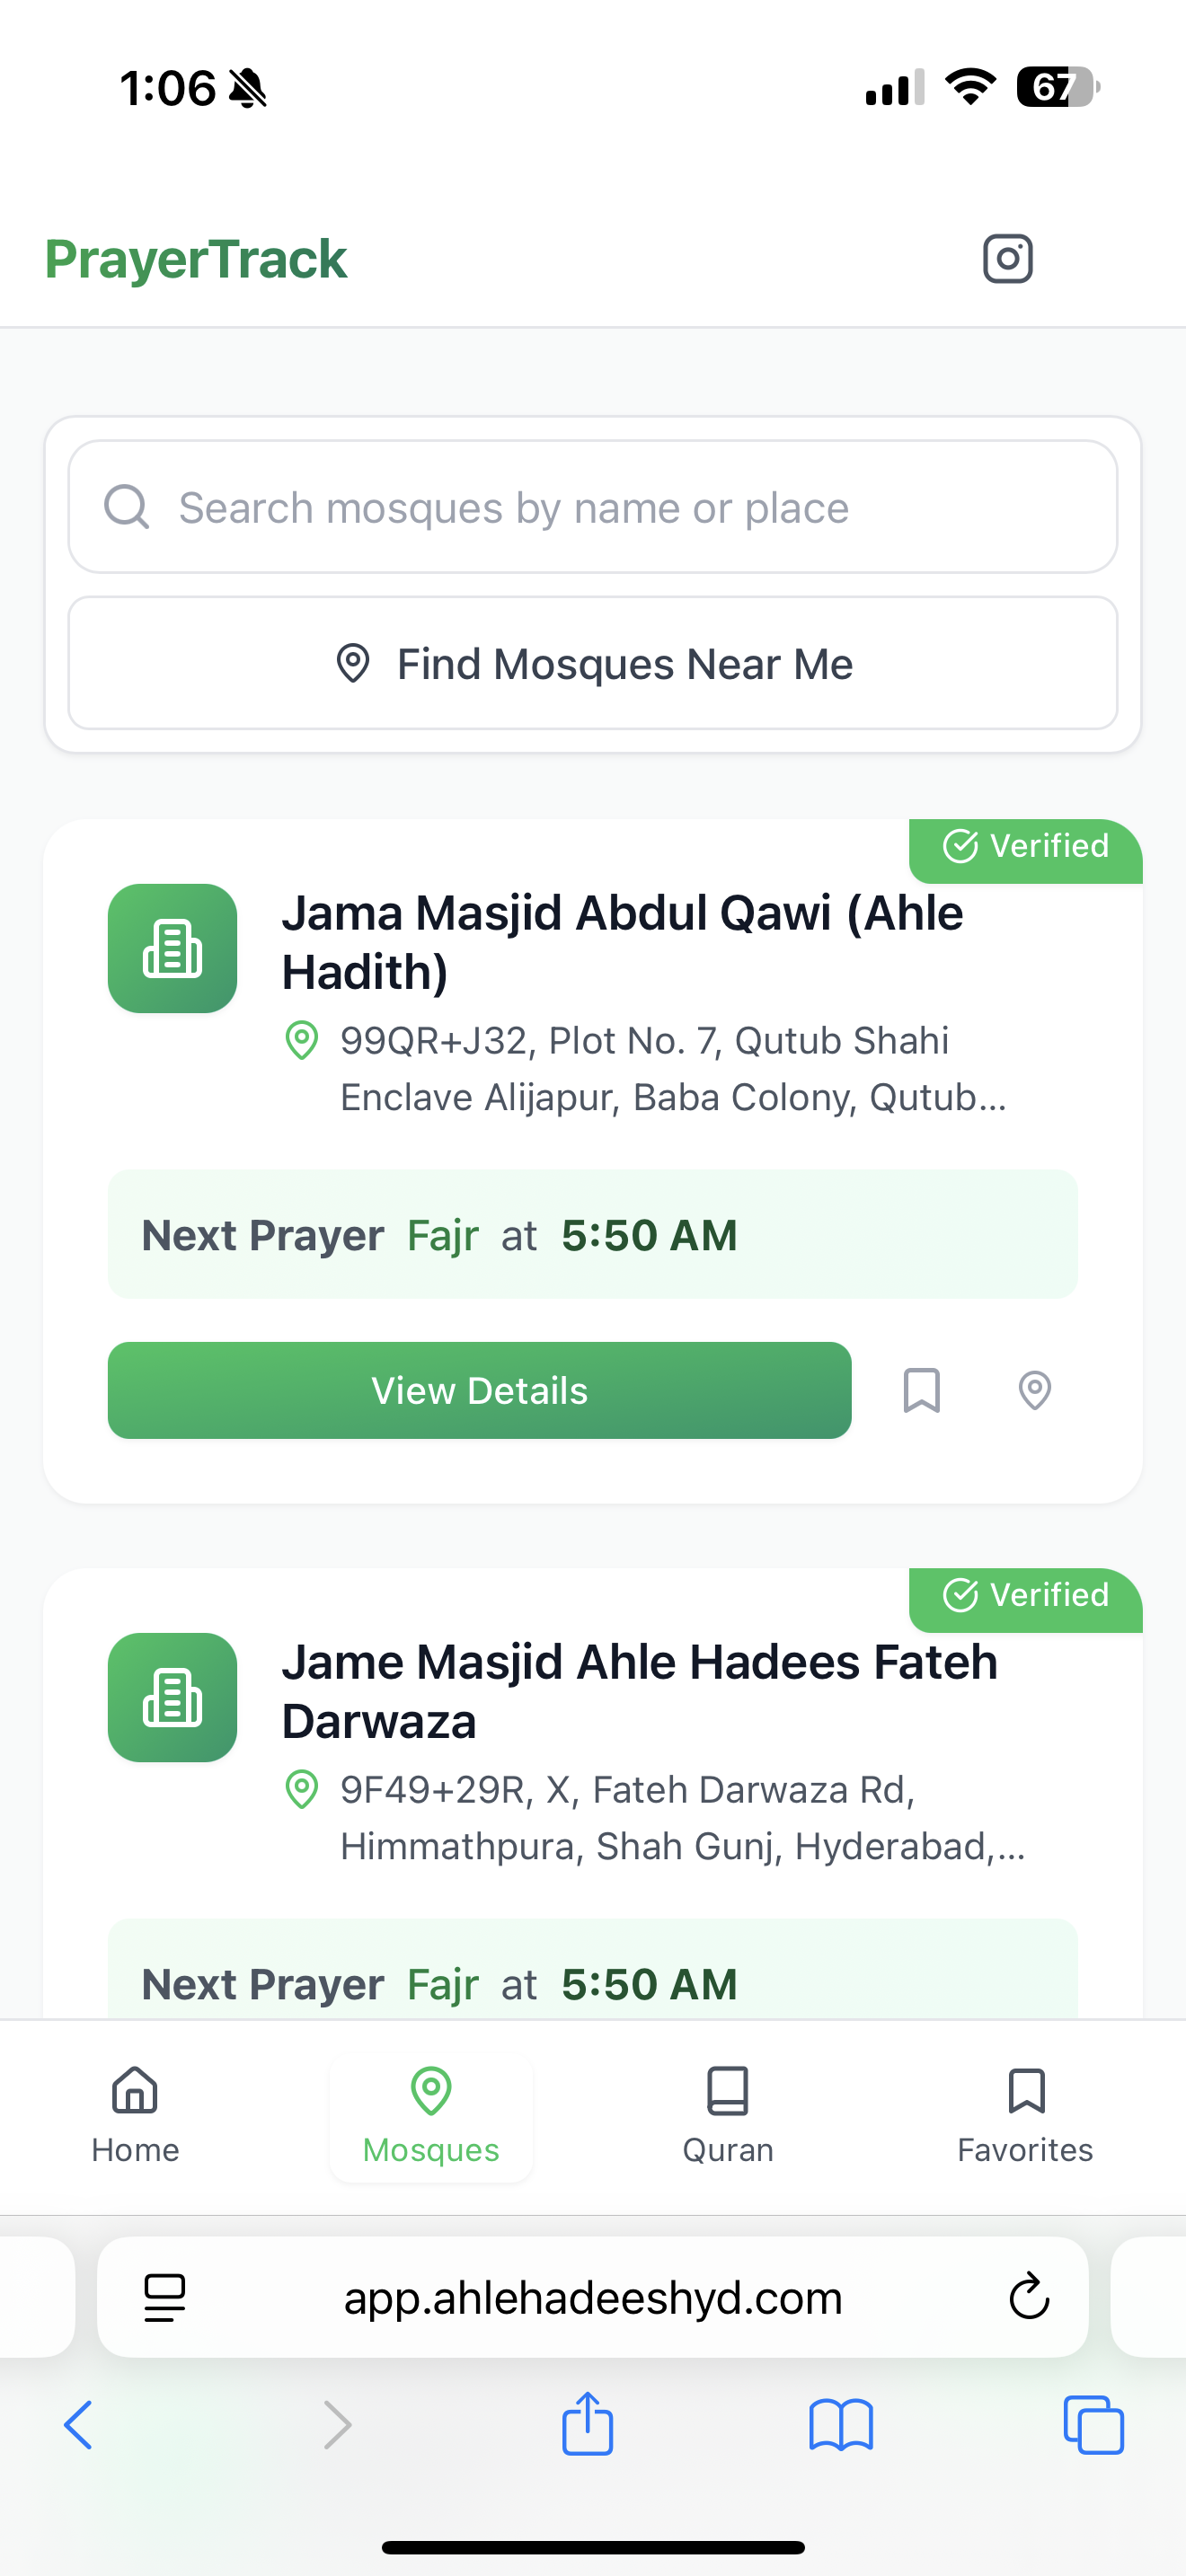 1:06
67
PrayerTrack
Search mosques by name or place
Find Mosques Near Me
Verified
Jama Masjid Abdul Qawi (Ahle
Hadith)
99QR+J32, Plot No. 7, Qutub Shahi
Enclave Alijapur, Baba Colony, Qutub...
Next Prayer Fajr at 5:50 AM
View Details
Verified
Jame Masjid Ahle Hadees Fateh
Darwaza
9F49+29R, X, Fateh Darwaza Rd,
Himmathpura, Shah Gunj, Hyderabad,...
Next Prayer Fajr at 5:50 AM
Home
Mosques
Quran
Favorites
app.ahlehadeeshyd.com